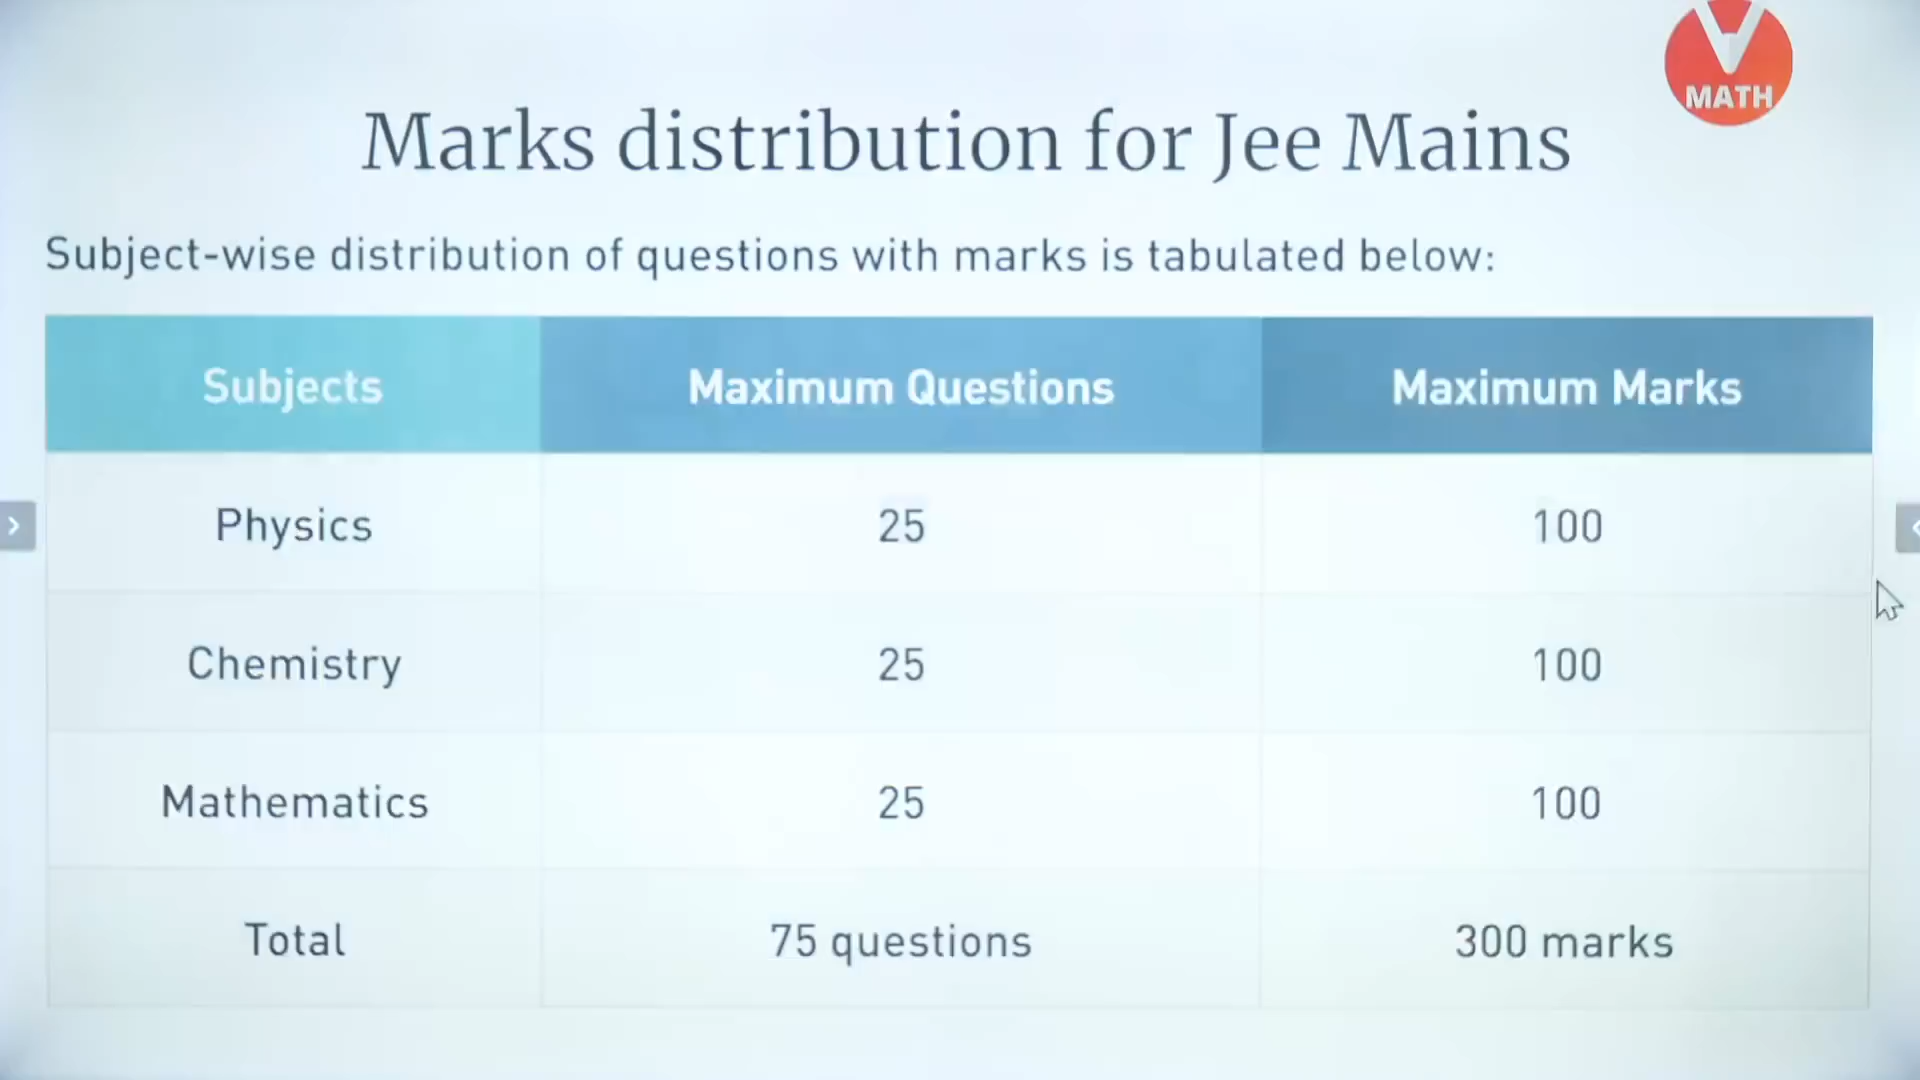 MATH
Marks distribution for Jee Mains
Subject-wise distribution of questions with marks is tabulated below:
Subjects Maximum Questions Maximum Marks
Physics 25 100
Chemistry 25 100
Mathematics 25 100
Total 75 questions 300 marks